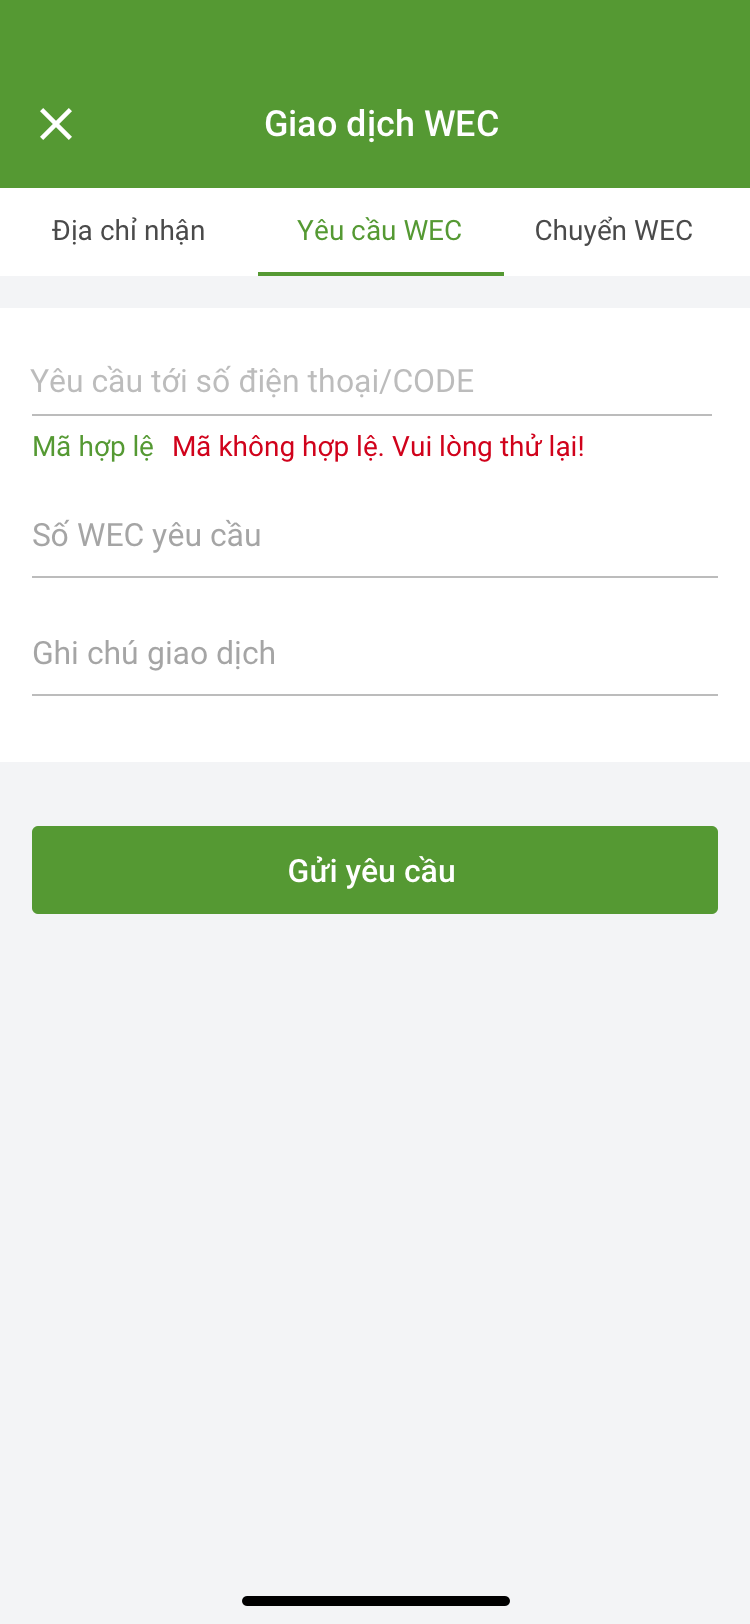 Giao dịch WEC
Địa chỉ nhận Yêu cầu WEC Chuyển WEC
Yêu cầu tới số điện thoại/CODE
Mã hợp lệ Mã không hợp lệ. Vui lòng thử lại!
Số WEC yêu cầu
Ghi chú giao dịch
Gửi yêu cầu